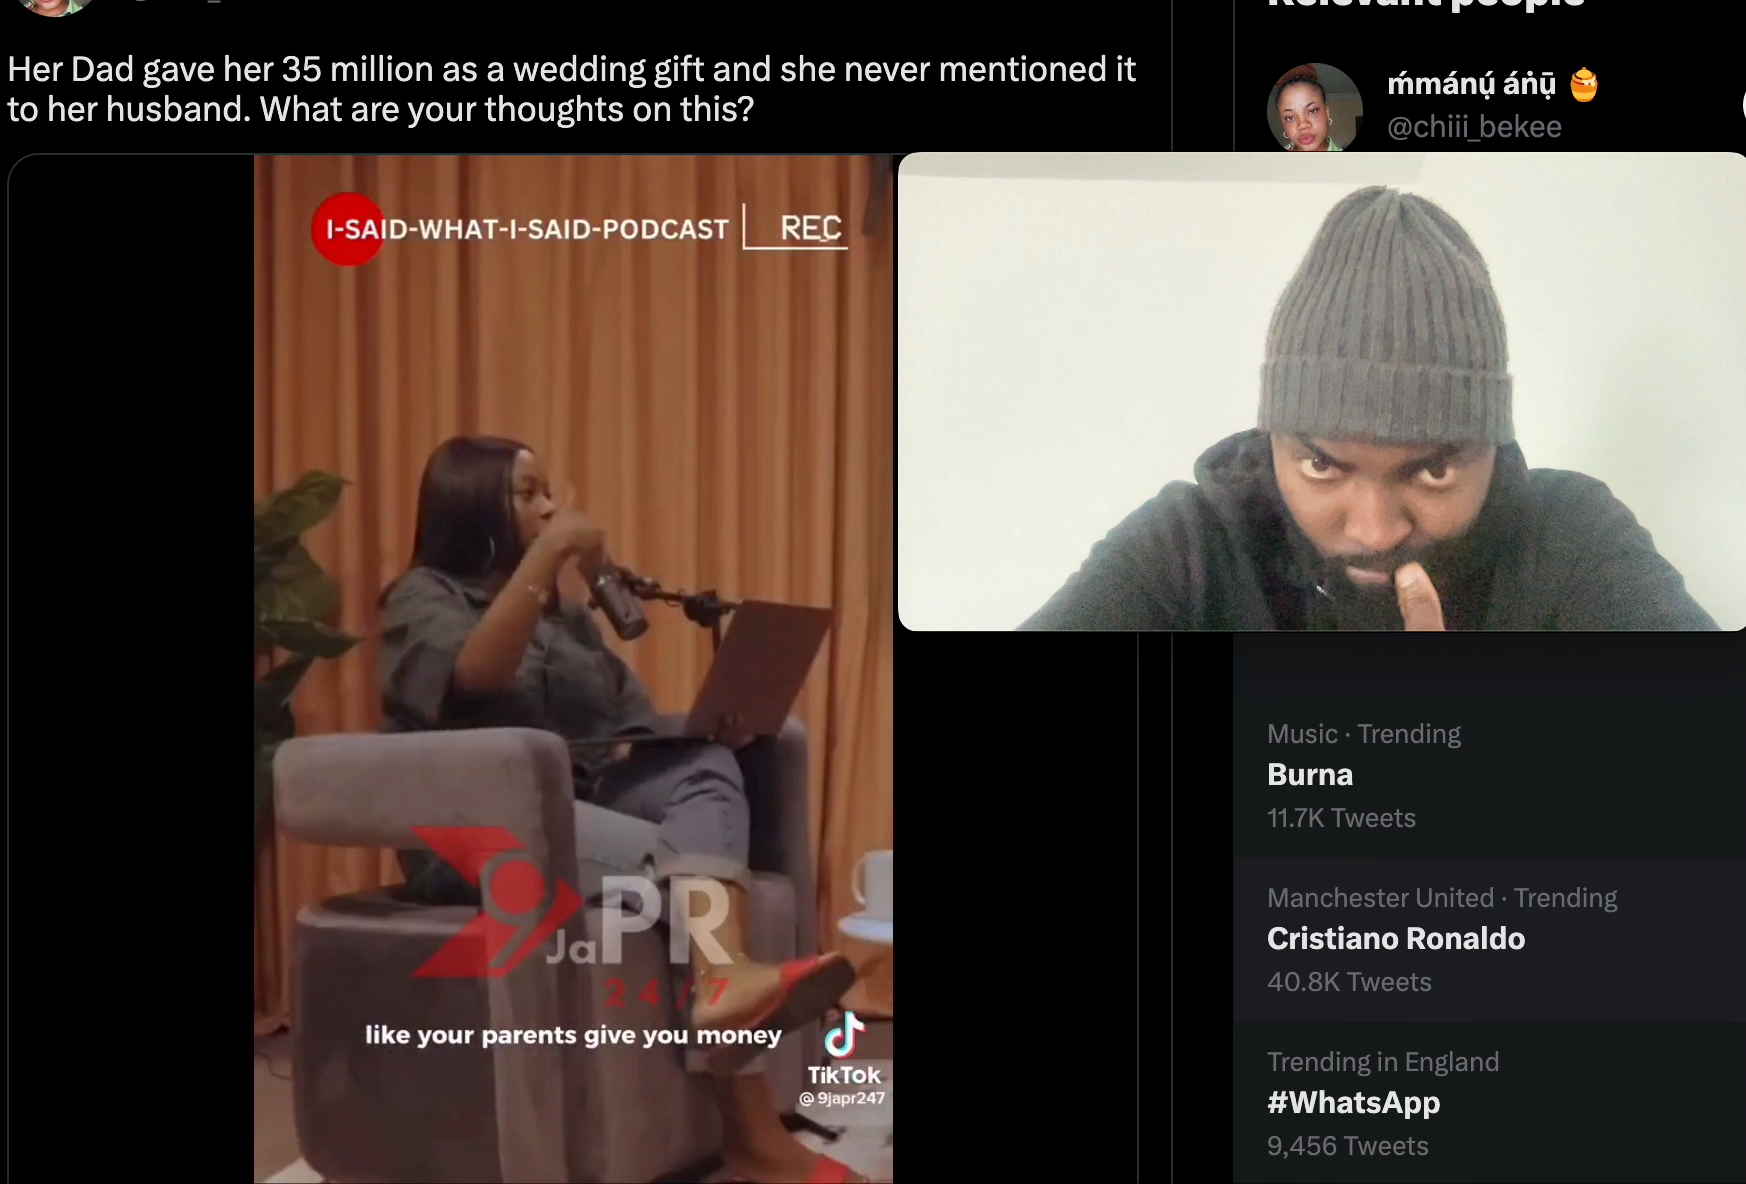 Relevant people
Her Dad gave her 35 million as a wedding gift and she never mentioned it
to her husband. What are your thoughts on this?
ḿmánụ́ áṅụ̄ 🍯
@chiii_bekee
I-SAID-WHAT-I-SAID-PODCAST
REC
9JaPR
24/7
like your parents give you money
TikTok
@9japr247
Music · Trending
Burna
11.7K Tweets
Manchester United · Trending
Cristiano Ronaldo
40.8K Tweets
Trending in England
#WhatsApp
9,456 Tweets